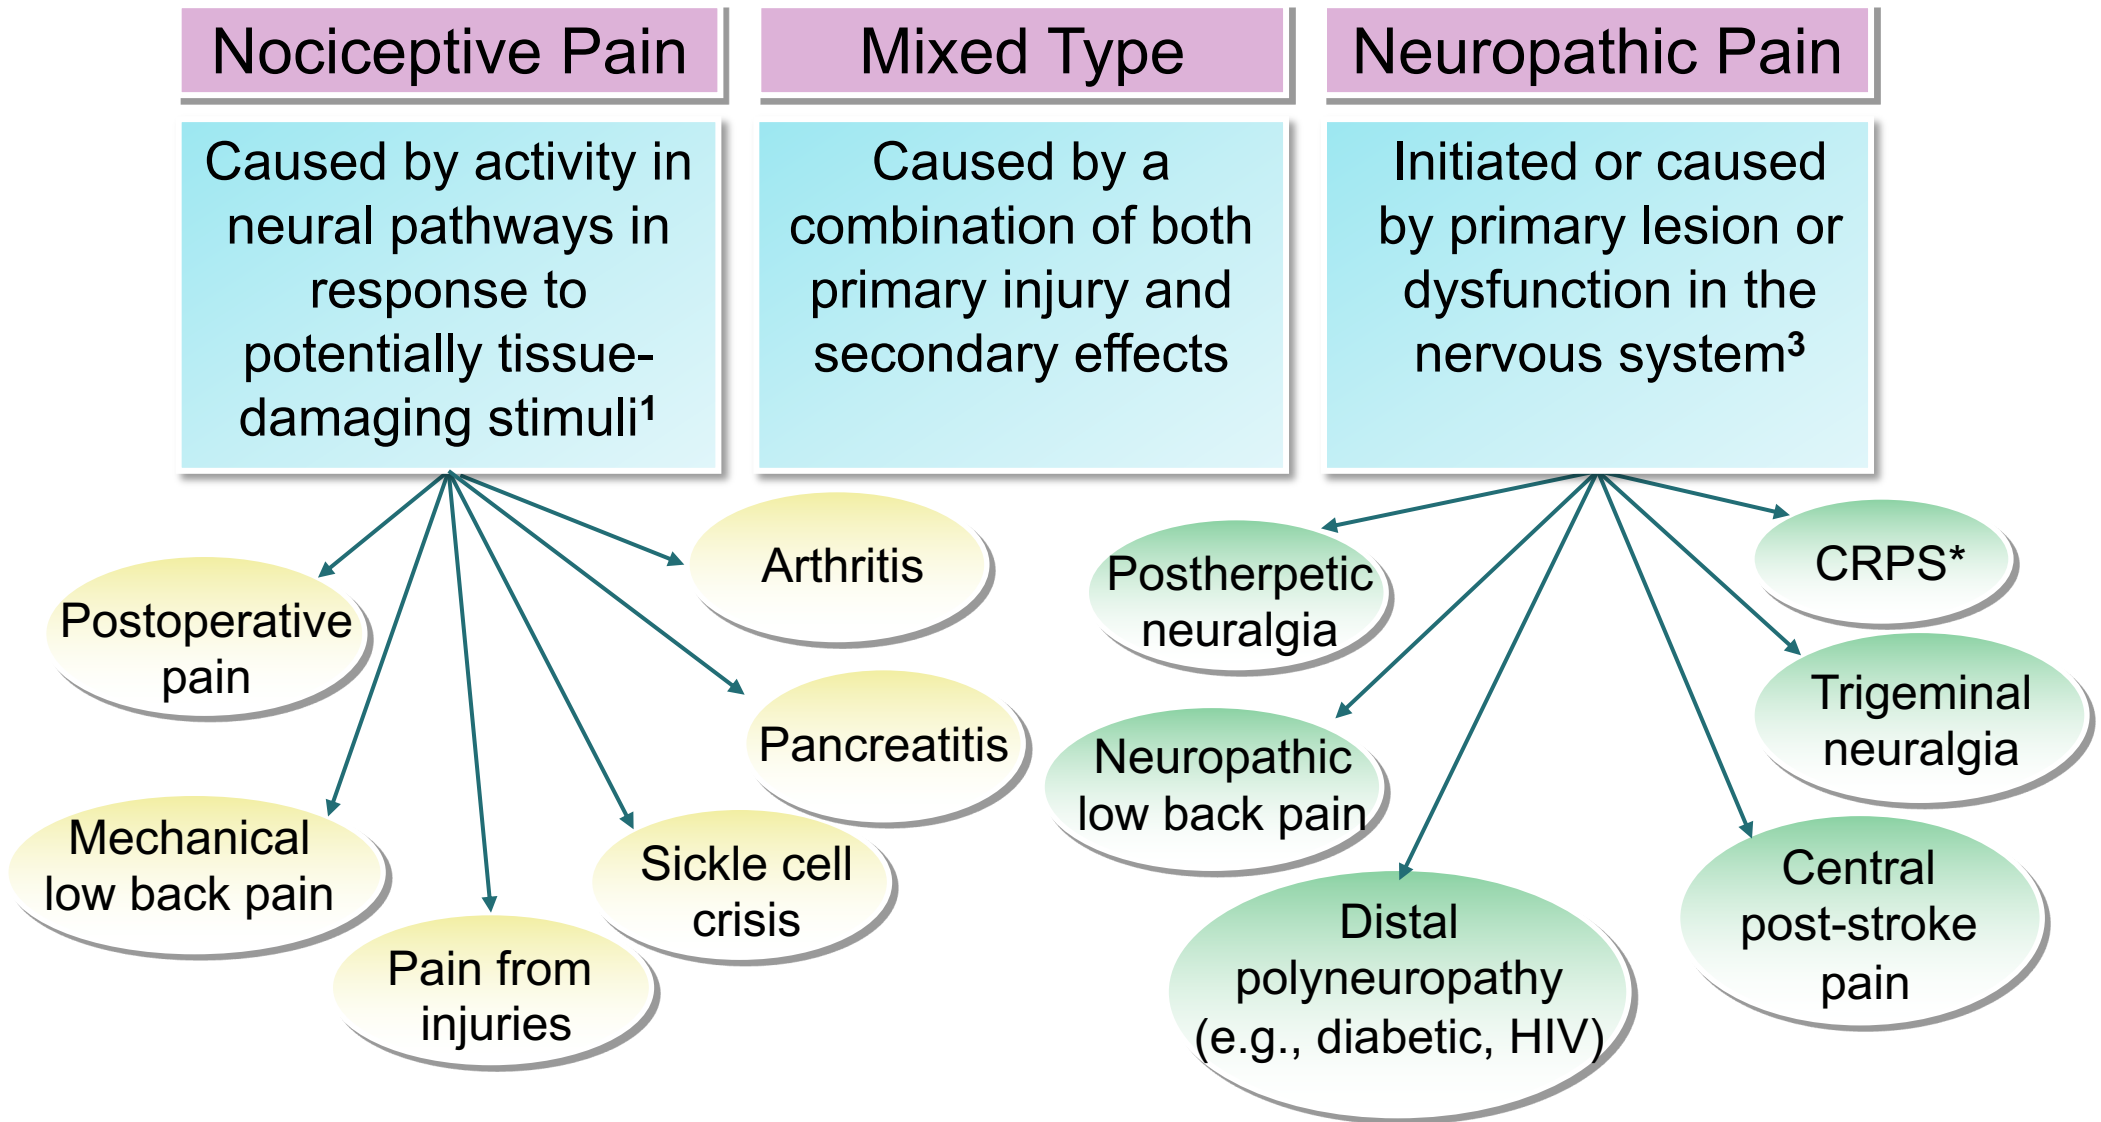 Nociceptive Pain
Caused by activity in
neural pathways in
response to
potentially tissue-
damaging stimuli1
Mixed Type
Caused by a
combination of both
primary injury and
secondary effects
Neuropathic Pain
Initiated or caused
by primary lesion or
dysfunction in the
nervous system3
Postoperative
pain
Mechanical
low back pain
Pain from
injuries
Sickle cell
crisis
Pancreatitis
Arthritis
Postherpetic
neuralgia
Neuropathic
low back pain
Distal
polyneuropathy
(e.g., diabetic, HIV)
Central
post-stroke
pain
Trigeminal
neuralgia
CRPS*